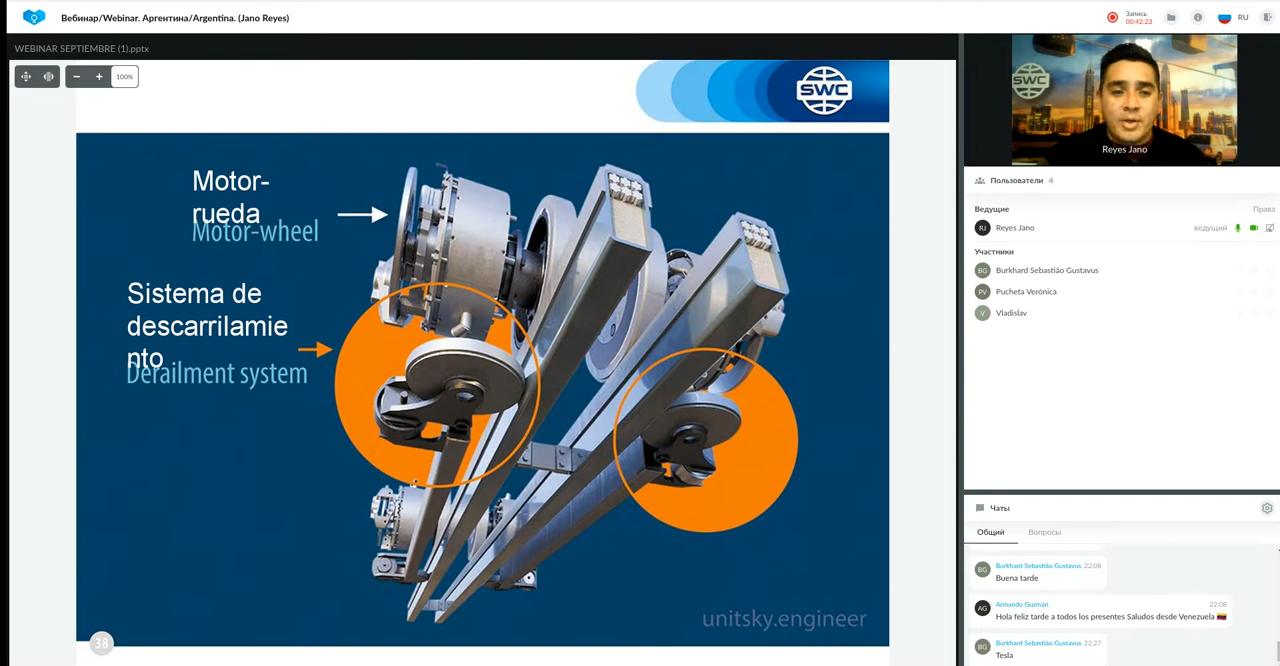 Вебинар/Webinar. Аргентина/Argentina. (Jano Reyes)
Запись
00:42:23
RU
WEBINAR SEPTIEMBRE (1).pptx
100%
SWC
Motor-
rueda
Motor-wheel
Sistema de
descarrilamie
nto
Derailment system
unitsky.engineer
38
SWC
Reyes Jano
Пользователи 4
Ведущие
Права
RJ
Reyes Jano
ведущий
Участники
BG
Burkhard Sebastião Gustavus
PV
Pucheta Verónica
V
Vladislav
Чаты
Общий
Вопросы
BG
Burkhard Sebastião Gustavus 22:08
Buena tarde
AG
Armando Guzmán 22:08
Hola feliz tarde a todos los presentes Saludos desde Venezuela 🇻🇪
BG
Burkhard Sebastião Gustavus 22:27
Tesla